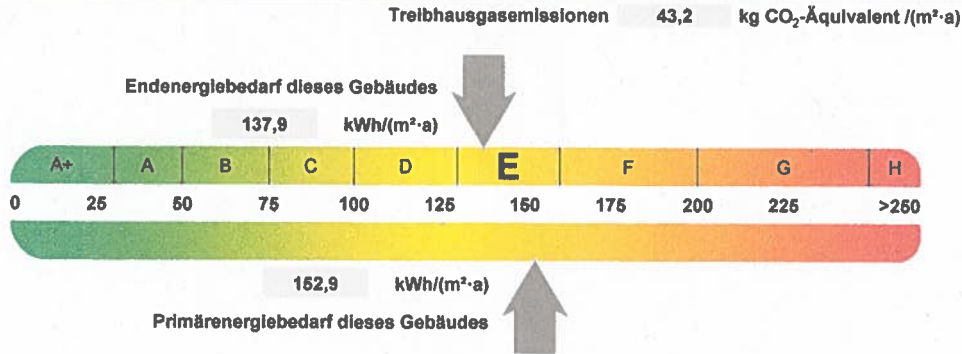 Treibhausgasemissionen 43,2 kg CO₂-Äquivalent /(m²·a)
Endenergiebedarf dieses Gebäudes
137,9 kWh/(m²·a)
A+ A B C D E F G H
0 25 50 75 100 125 150 175 200 225 >250
152,9 kWh/(m²·a)
Primärenergiebedarf dieses Gebäudes